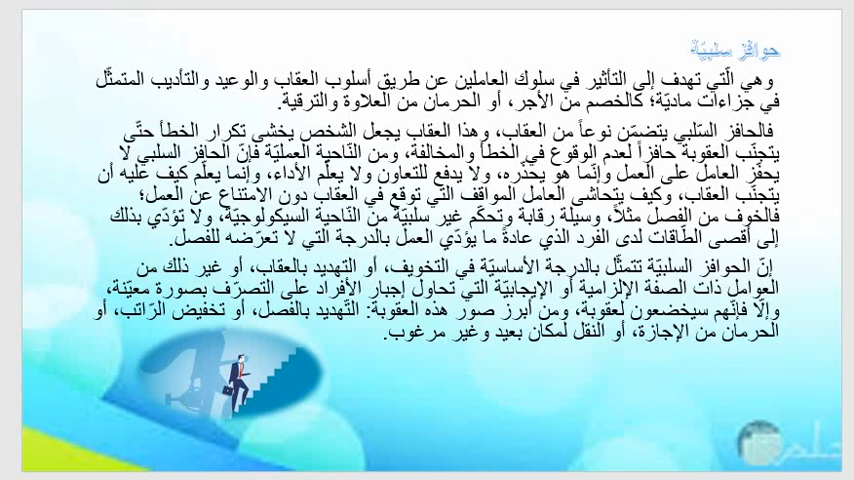 حوافز سلبيّة
وهي الّتي تهدف إلى التأثير في سلوك العاملين عن طريق أسلوب العقاب والوعيد والتأديب المتمثّل
في جزاءات ماديّة؛ كالخصم من الأجر، أو الحرمان من العلاوة والترقية.
فالحافز السّلبي يتضمّن نوعاً من العقاب، وهذا العقاب يجعل الشخص يخشى تكرار الخطأ حتّى
يتجنّب العقوبة حافزاً لعدم الوقوع في الخطأ والمخالفة، ومن النّاحية العمليّة فإنّ الحافز السلبي لا
يحفّز العامل على العمل وإنّما هو يحذّره، ولا يدفع للتعاون ولا يعلّم الأداء، وإنّما يعلّم كيف عليه أن
يتجنّب العقاب، وكيف يتحاشى العامل المواقف التي توقع في العقاب دون الامتناع عن العمل؛
فالخوف من الفصل مثلاً، وسيلة رقابة وتحكّم غير سلبيّة من النّاحية السيكولوجيّة، ولا تؤدّي بذلك
إلى أقصى الطّاقات لدى الفرد الذي عادةً ما يؤدّي العمل بالدرجة التي لا تعرّضه للفصل.
إنّ الحوافز السلبيّة تتمثّل بالدرجة الأساسيّة في التخويف، أو التهديد بالعقاب، أو غير ذلك من
العوامل ذات الصفة الإلزامية أو الإيجابيّة التي تحاول إجبار الأفراد على التصرّف بصورة معيّنة،
وإلّا فإنّهم سيخضعون لعقوبة، ومن أبرز صور هذه العقوبة: التّهديد بالفصل، أو تخفيض الرّاتب، أو
الحرمان من الإجازة، أو النقل لمكان بعيد وغير مرغوب.